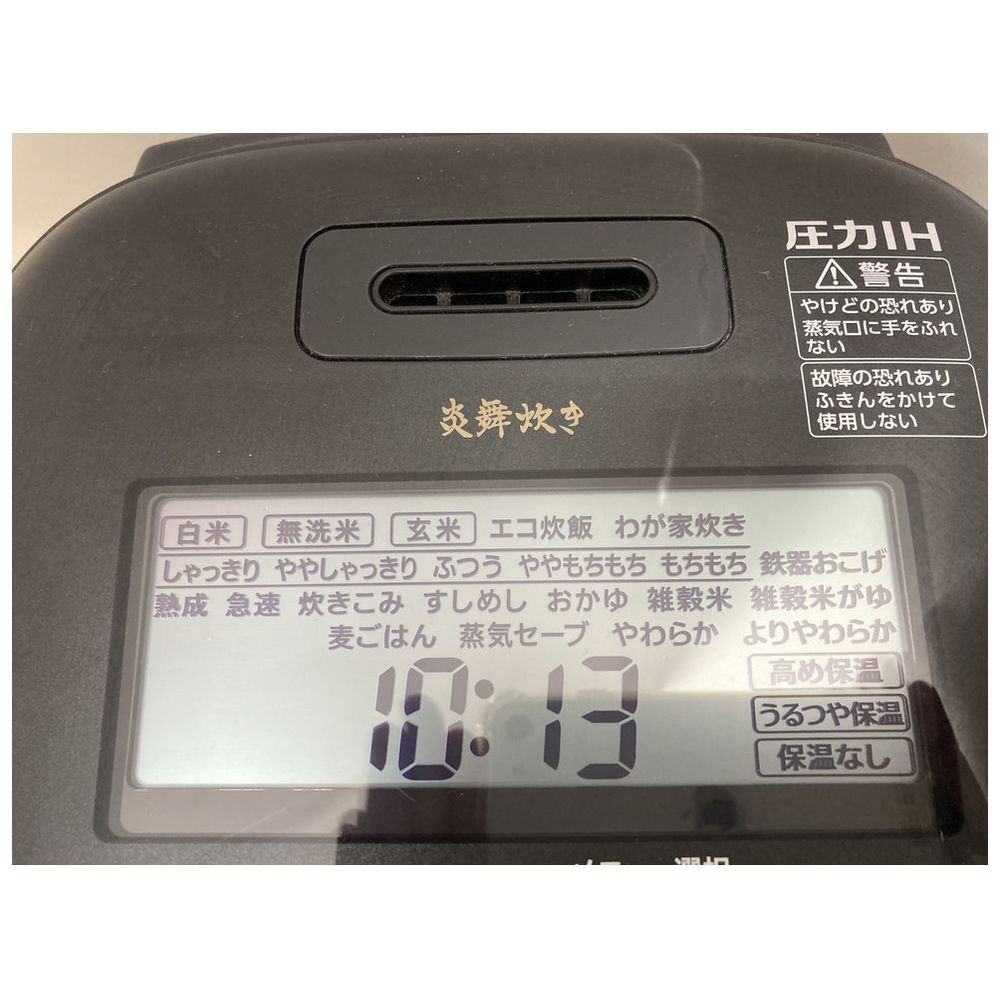 圧力IH
警告
やけどの恐れあり
蒸気口に手をふれ
ない
故障の恐れあり
ふきんをかけて
使用しない
炎舞炊き
白米 無洗米 玄米 エコ炊飯 わが家炊き
しゃっきり ややしゃっきり ふつう ややもちもち もちもち 鉄器おこげ
熟成 急速 炊きこみ すしめし おかゆ 雑穀米 雑穀米がゆ
麦ごはん 蒸気セーブ やわらか よりやわらか
10:13
高め保温
うるつや保温
保温なし